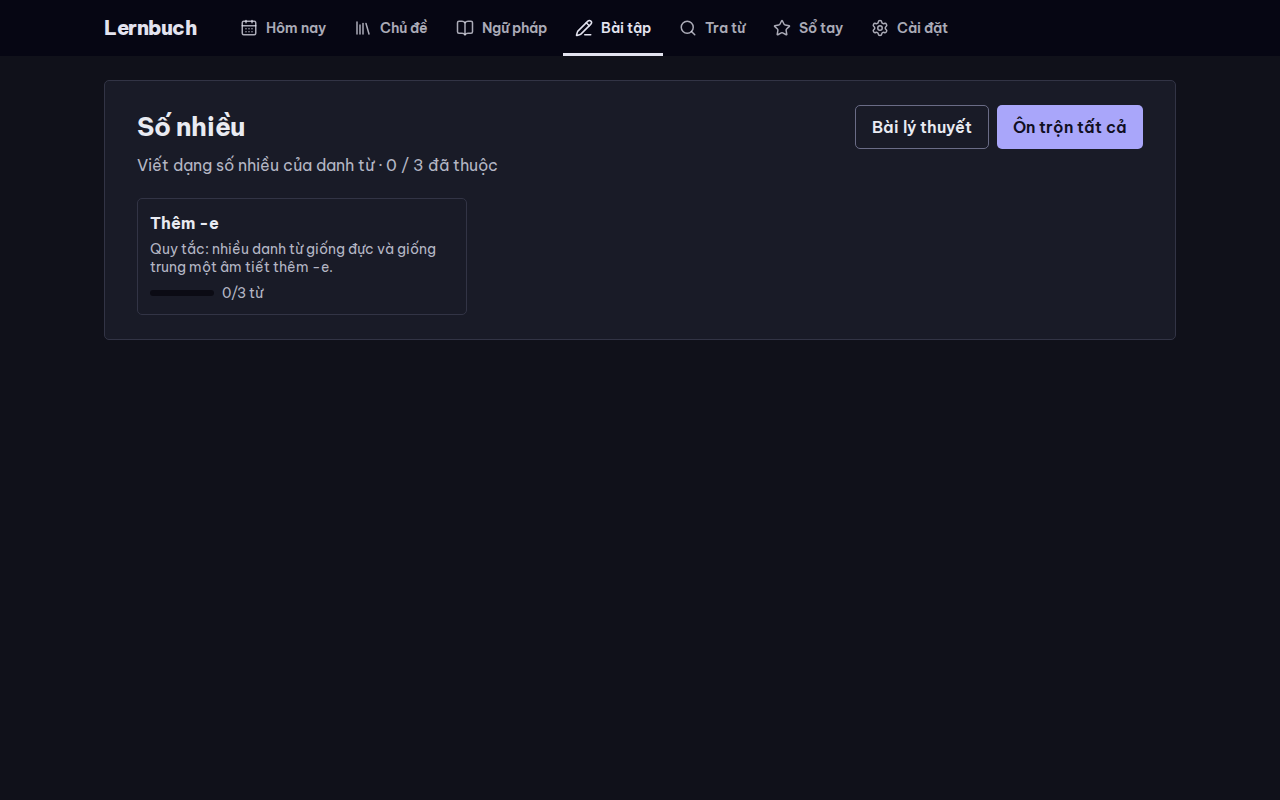 Lernbuch
Hôm nay
Chủ đề
Ngữ pháp
Bài tập
Tra từ
Sổ tay
Cài đặt
Số nhiều
Bài lý thuyết
Ôn trộn tất cả
Viết dạng số nhiều của danh từ · 0 / 3 đã thuộc
Thêm -e
Quy tắc: nhiều danh từ giống đực và giống
trung một âm tiết thêm -e.
0/3 từ